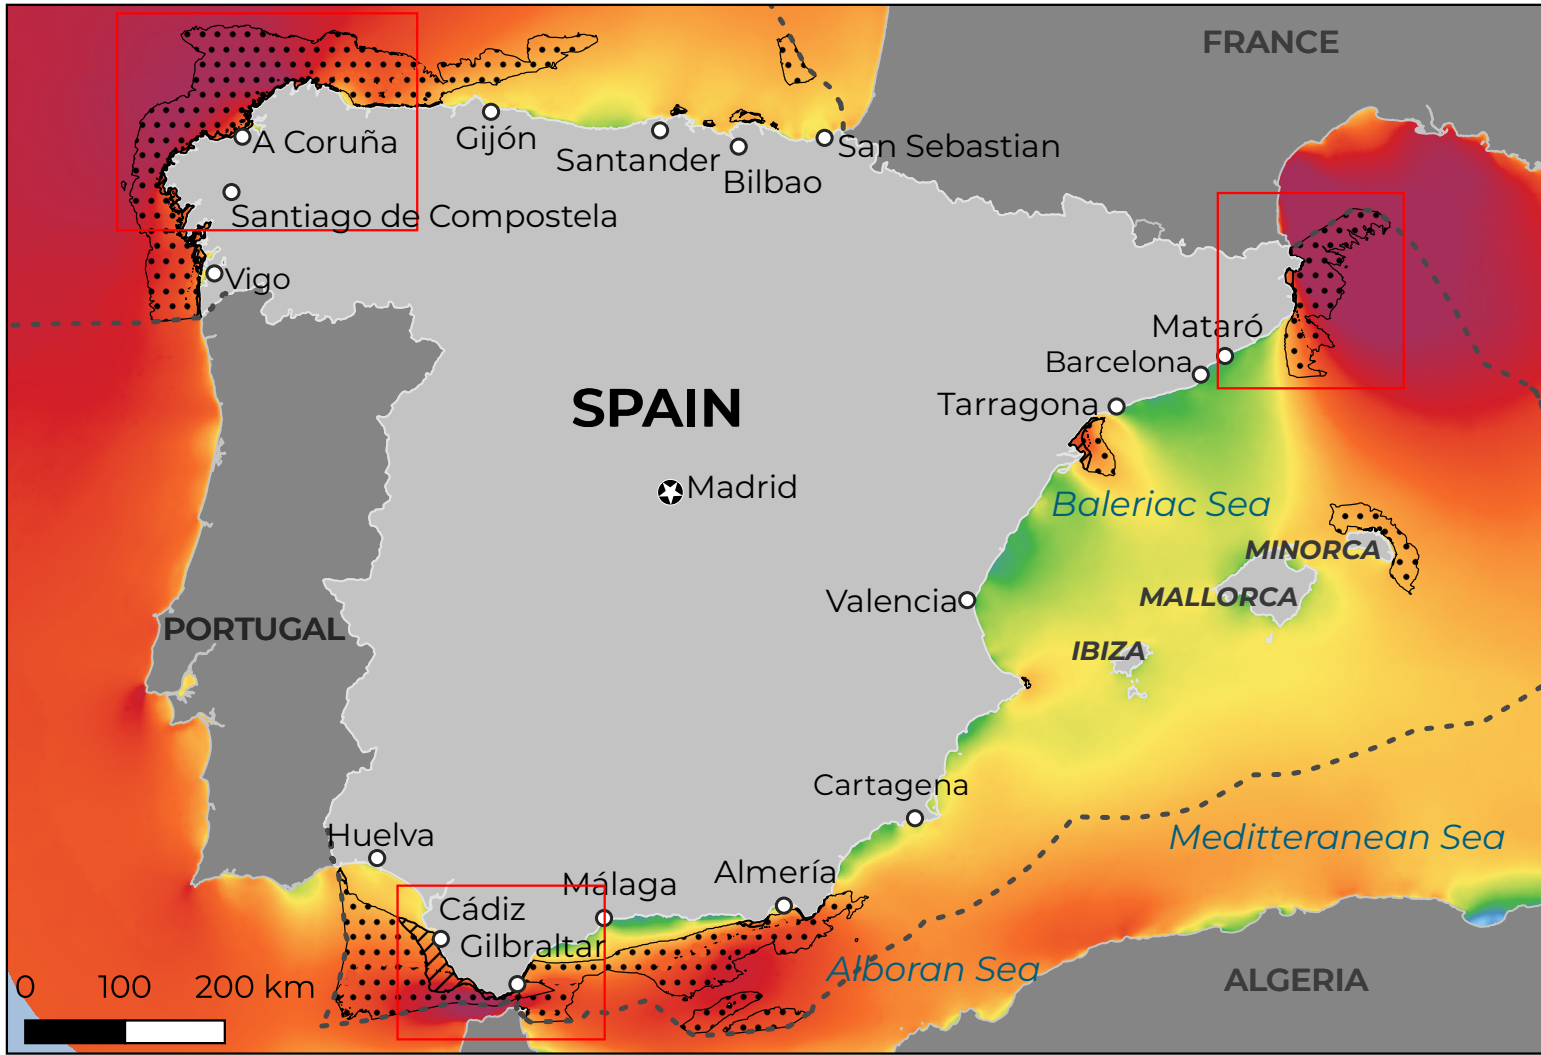 FRANCE
A Coruña
Gijón
Santander
Bilbao
San Sebastian
Santiago de Compostela
Vigo
Mataró
Barcelona
Tarragona
SPAIN
Madrid
Baleriac Sea
MINORCA
MALLORCA
Valencia
IBIZA
PORTUGAL
Cartagena
Meditteranean Sea
Huelva
Málaga
Almería
Cádiz
Gilbraltar
Alboran Sea
ALGERIA
0 100 200 km